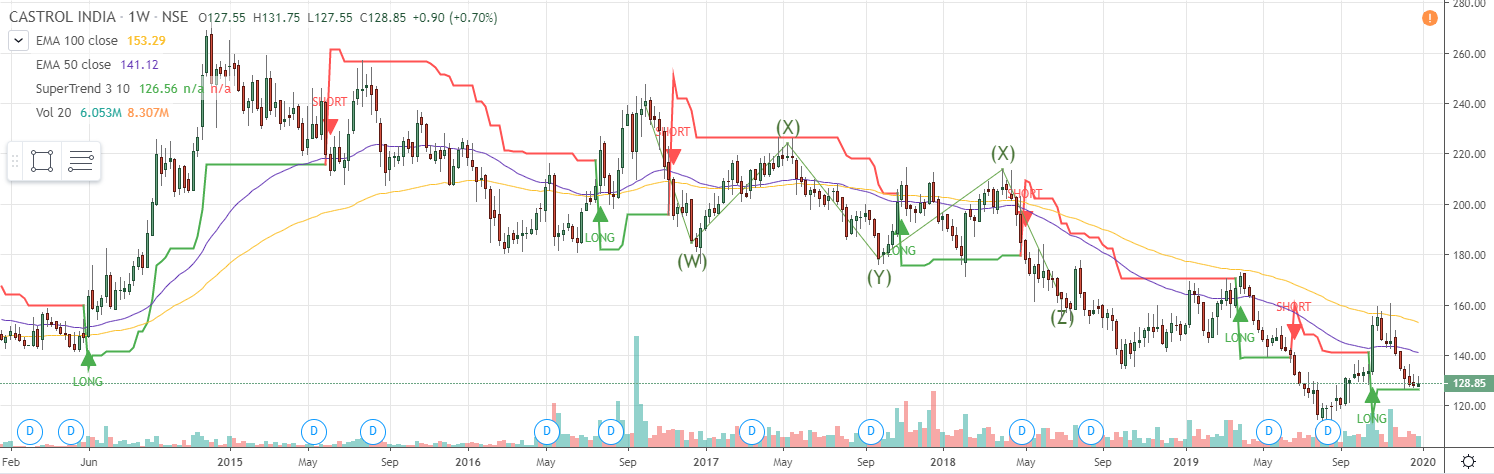 CASTROL INDIA · 1W · NSE O127.55 H131.75 L127.55 C128.85 +0.90 (+0.70%)
EMA 100 close 153.29
EMA 50 close 141.12
SuperTrend 3 10 126.56 n/a n/a
Vol 20 6.053M 8.307M
280.00
260.00
240.00
220.00
200.00
180.00
160.00
140.00
128.85
120.00
SHORT
SHORT
(X)
(X)
SHORT
LONG
(W)
(Y)
LONG
(Z)
SHORT
LONG
LONG
LONG
D D D D D D D D D D D D
Feb Jun 2015 May Sep 2016 May Sep 2017 May Sep 2018 May Sep 2019 May Sep 2020